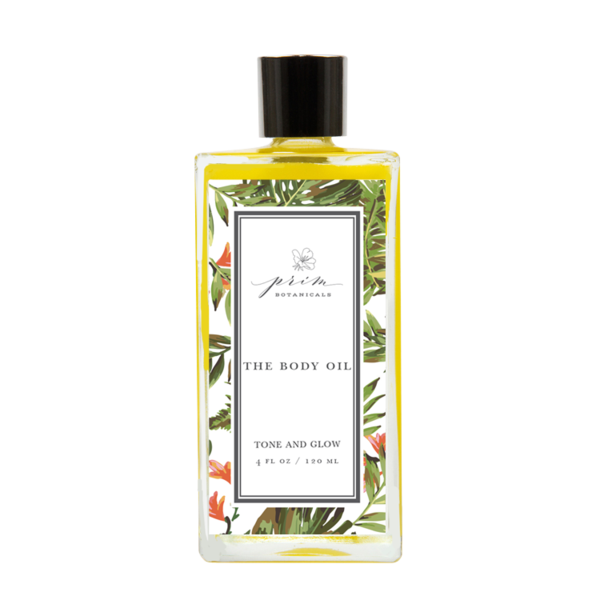 prim
BOTANICALS
THE BODY OIL
TONE AND GLOW
4 FL OZ / 120 ML